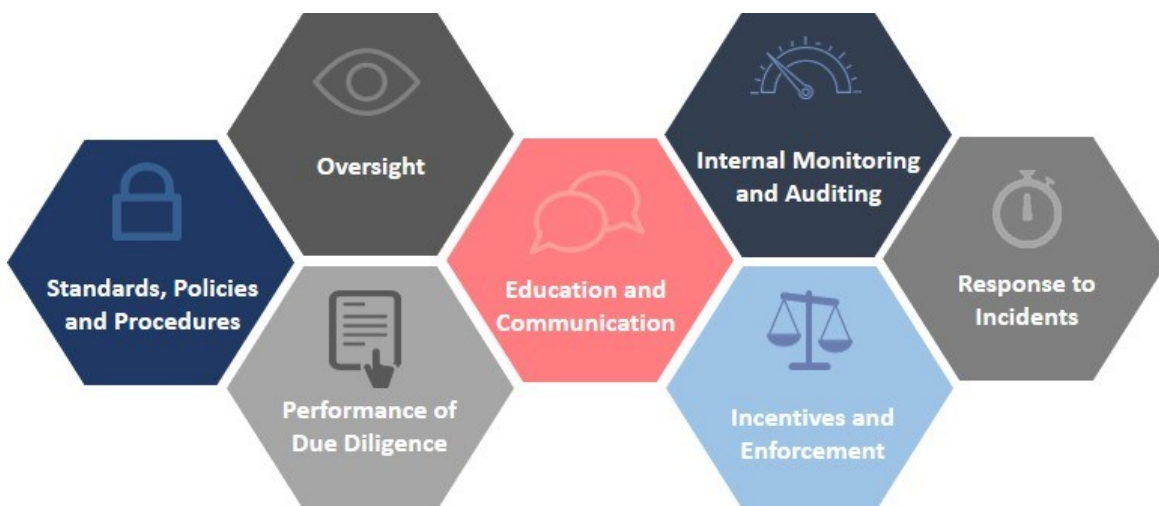 Oversight
Internal Monitoring
and Auditing
Standards, Policies
and Procedures
Education and
Communication
Response to
Incidents
Performance of
Due Diligence
Incentives and
Enforcement